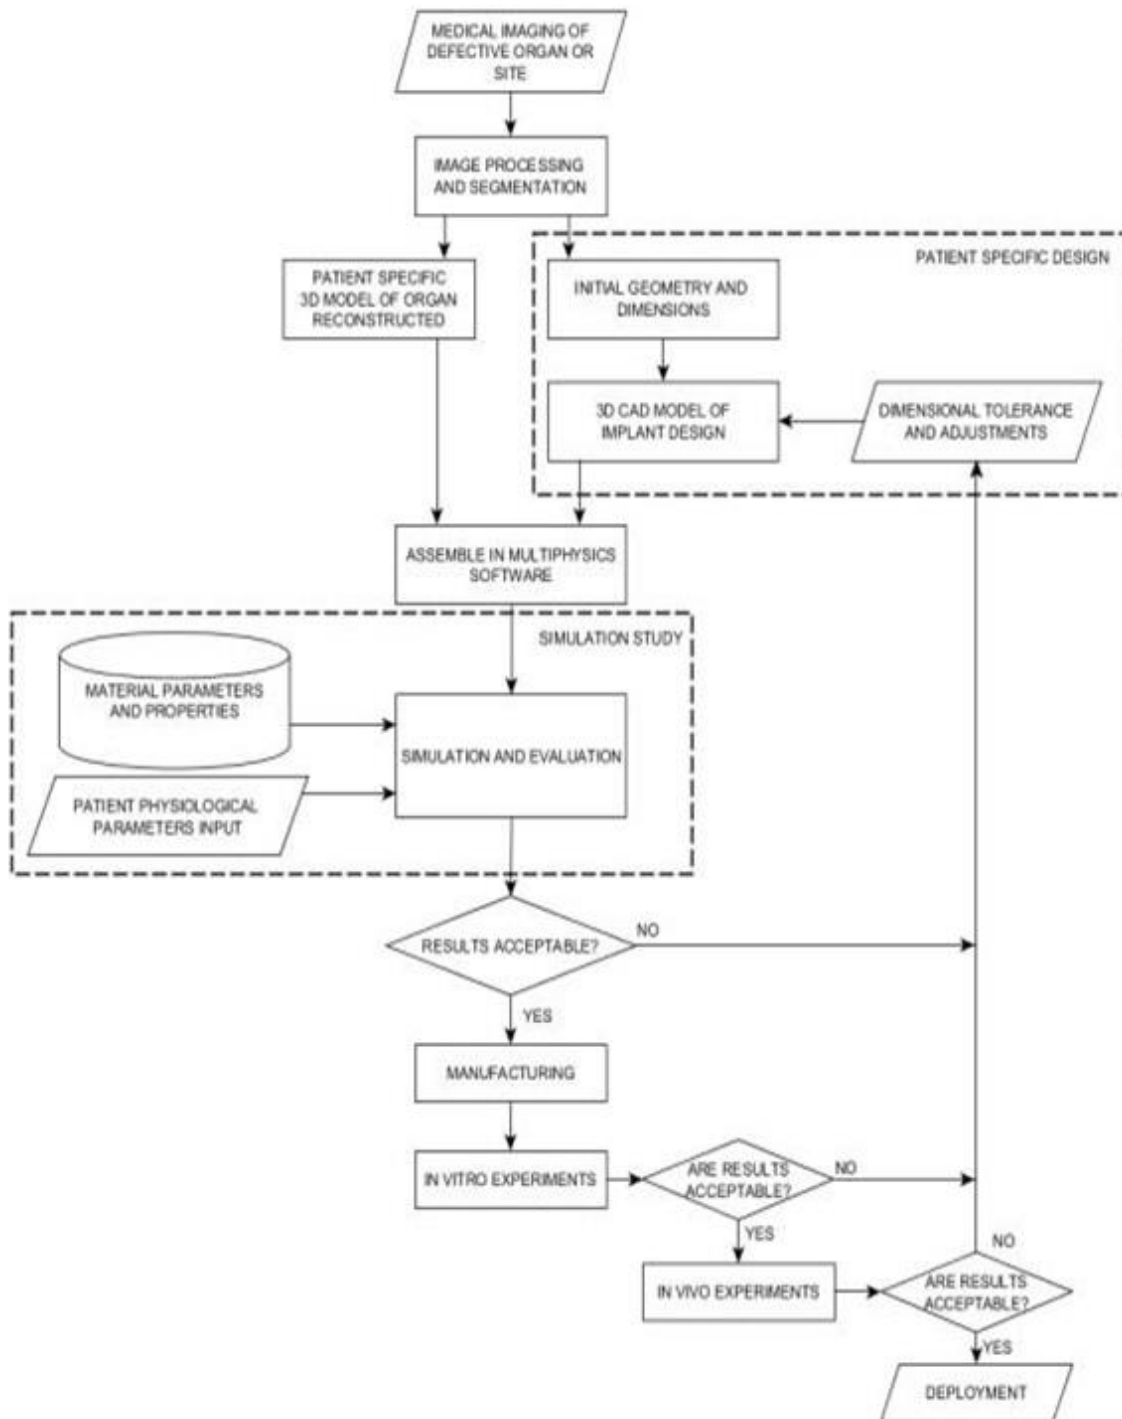 MEDICAL IMAGING OF
DEFECTIVE ORGAN OR
SITE
IMAGE PROCESSING
AND SEGMENTATION
PATIENT SPECIFIC DESIGN
PATIENT SPECIFIC
3D MODEL OF ORGAN
RECONSTRUCTED
INITIAL GEOMETRY AND
DIMENSIONS
3D CAD MODEL OF
IMPLANT DESIGN
DIMENSIONAL TOLERANCE
AND ADJUSTMENTS
ASSEMBLE IN MULTIPHYSICS
SOFTWARE
SIMULATION STUDY
MATERIAL PARAMETERS
AND PROPERTIES
SIMULATION AND EVALUATION
PATIENT PHYSIOLOGICAL
PARAMETERS INPUT
RESULTS ACCEPTABLE?
NO
YES
MANUFACTURING
IN VITRO EXPERIMENTS
ARE RESULTS
ACCEPTABLE?
NO
YES
IN VIVO EXPERIMENTS
NO
ARE RESULTS
ACCEPTABLE?
YES
DEPLOYMENT